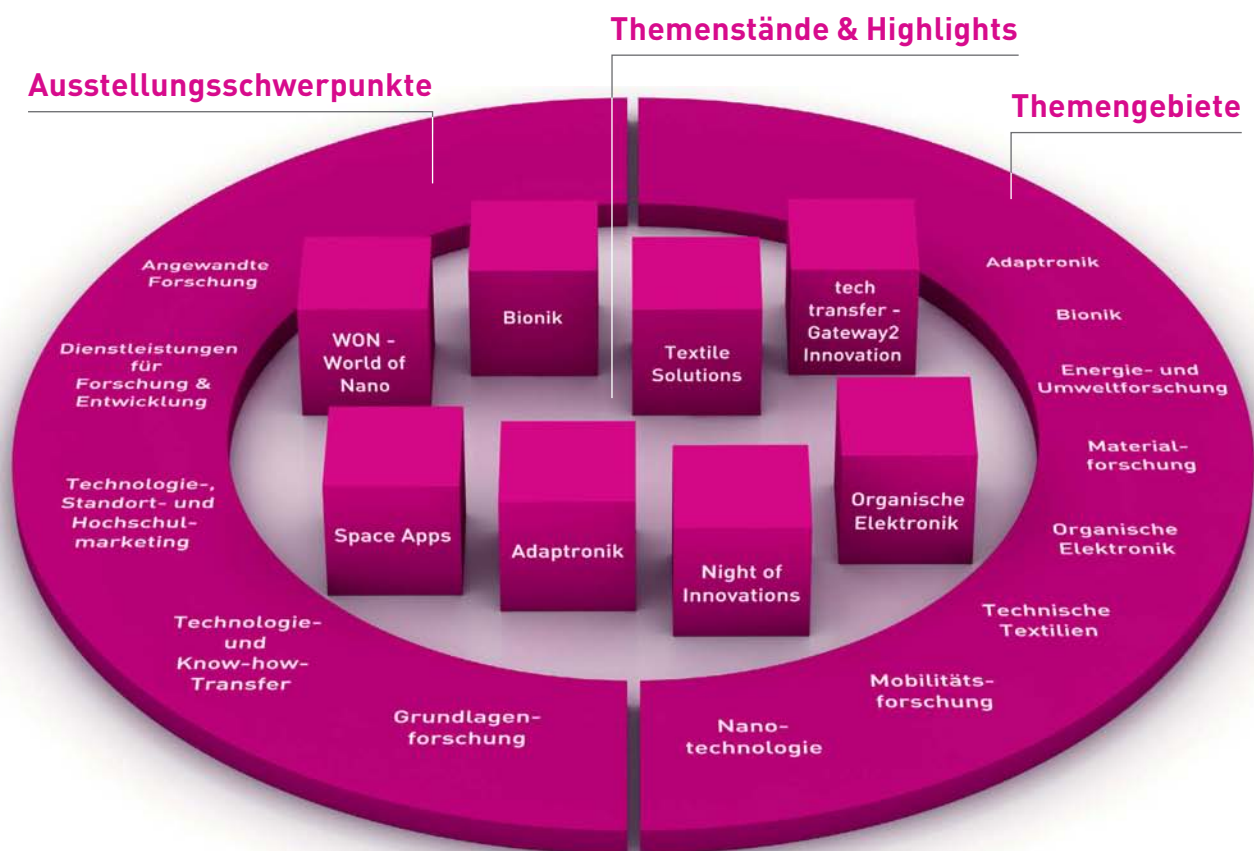 Themenstände & Highlights
Ausstellungsschwerpunkte
Themengebiete
Angewandte
Forschung
Dienstleistungen
für
Forschung &
Entwicklung
Technologie-,
Standort- und
Hochschul-
marketing
Technologie-
und
Know-how-
Transfer
Grundlagen-
forschung
WON -
World of
Nano
Bionik
Textile
Solutions
tech
transfer -
Gateway2
Innovation
Space Apps
Adaptronik
Night of
Innovations
Organische
Elektronik
Adaptronik
Bionik
Energie- und
Umweltforschung
Material-
forschung
Organische
Elektronik
Technische
Textilien
Mobilitäts-
forschung
Nano-
technologie